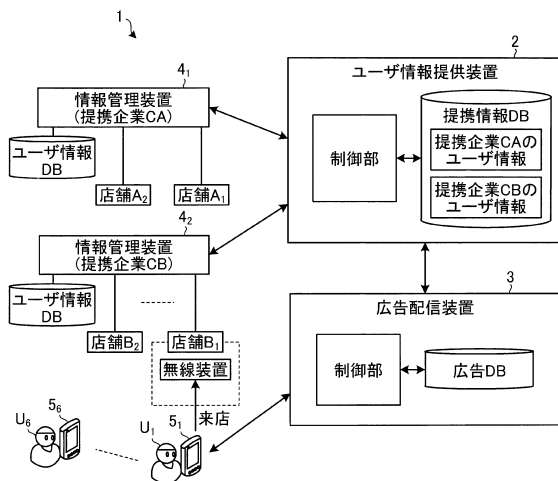 1
4₁
情報管理装置
(提携企業CA)
ユーザ情報
DB
店舗A₂
店舗A₁
4₂
情報管理装置
(提携企業CB)
ユーザ情報
DB
店舗B₂
店舗B₁
無線装置
来店
U₆
5₆
U₁
5₁
2
ユーザ情報提供装置
制御部
提携情報DB
提携企業CAの
ユーザ情報
提携企業CBの
ユーザ情報
3
広告配信装置
制御部
広告DB